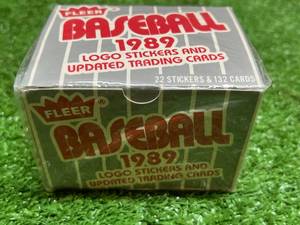 FLEER
BASEBALL
1989
LOGO STICKERS AND
UPDATED TRADING CARDS
22 STICKERS & 132 CARDS
FLEER
BASEBALL
1989
LOGO STICKERS AND
UPDATED TRADING CARDS